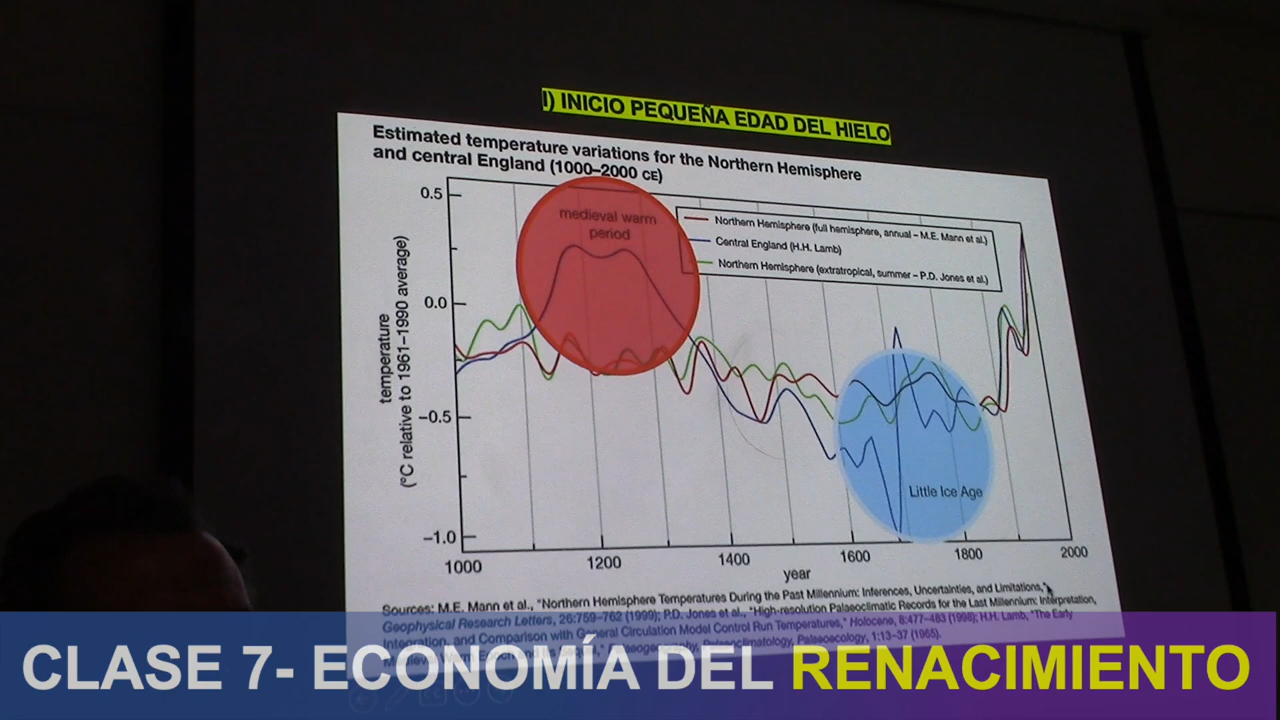 I) INICIO PEQUEÑA EDAD DEL HIELO
Estimated temperature variations for the Northern Hemisphere
and central England (1000–2000 CE)
0.5
0.0
−0.5
−1.0
temperature
(°C relative to 1961–1990 average)
medieval warm
period
Northern Hemisphere (full hemisphere, annual – M.E. Mann et al.)
Central England (H.H. Lamb)
Northern Hemisphere (extratropical, summer – P.D. Jones et al.)
Little Ice Age
1000
1200
1400
1600
1800
2000
year
Sources: M.E. Mann et al., "Northern Hemisphere Temperatures During the Past Millennium: Inferences, Uncertainties, and Limitations,"
Geophysical Research Letters, 26:759–762 (1999); P.D. Jones et al., "High-resolution Palaeoclimatic Records for the Last Millennium: Interpretation,
Integration, and Comparison with General Circulation Model Control Run Temperatures," Holocene, 8:477–483 (1998); H.H. Lamb, "The Early
Palaeogeography, Palaeoclimatology, Palaeoecology, 1:13–37 (1965).
CLASE 7- ECONOMÍA DEL RENACIMIENTO